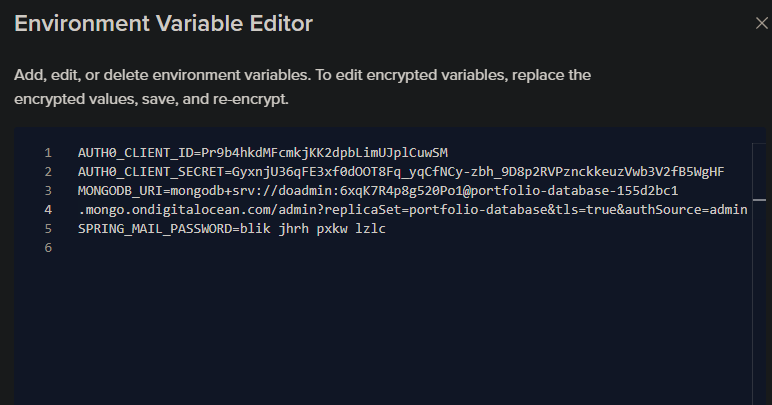 Environment Variable Editor
Add, edit, or delete environment variables. To edit encrypted variables, replace the
encrypted values, save, and re-encrypt.
1 AUTH0_CLIENT_ID=Pr9b4hkdMFcmkjKK2dpbLimUJplCuwSM
2 AUTH0_CLIENT_SECRET=GyxnjU36qFE3xf0dOOT8Fq_yqCfNCy-zbh_9D8p2RVPznckkeuzVwb3V2fB5WgHF
3 MONGODB_URI=mongodb+srv://doadmin:6xqK7R4p8g520Po1@portfolio-database-155d2bc1
4 .mongo.ondigitalocean.com/admin?replicaSet=portfolio-database&tls=true&authSource=admin
5 SPRING_MAIL_PASSWORD=blik jhrh pxkw lzlc
6